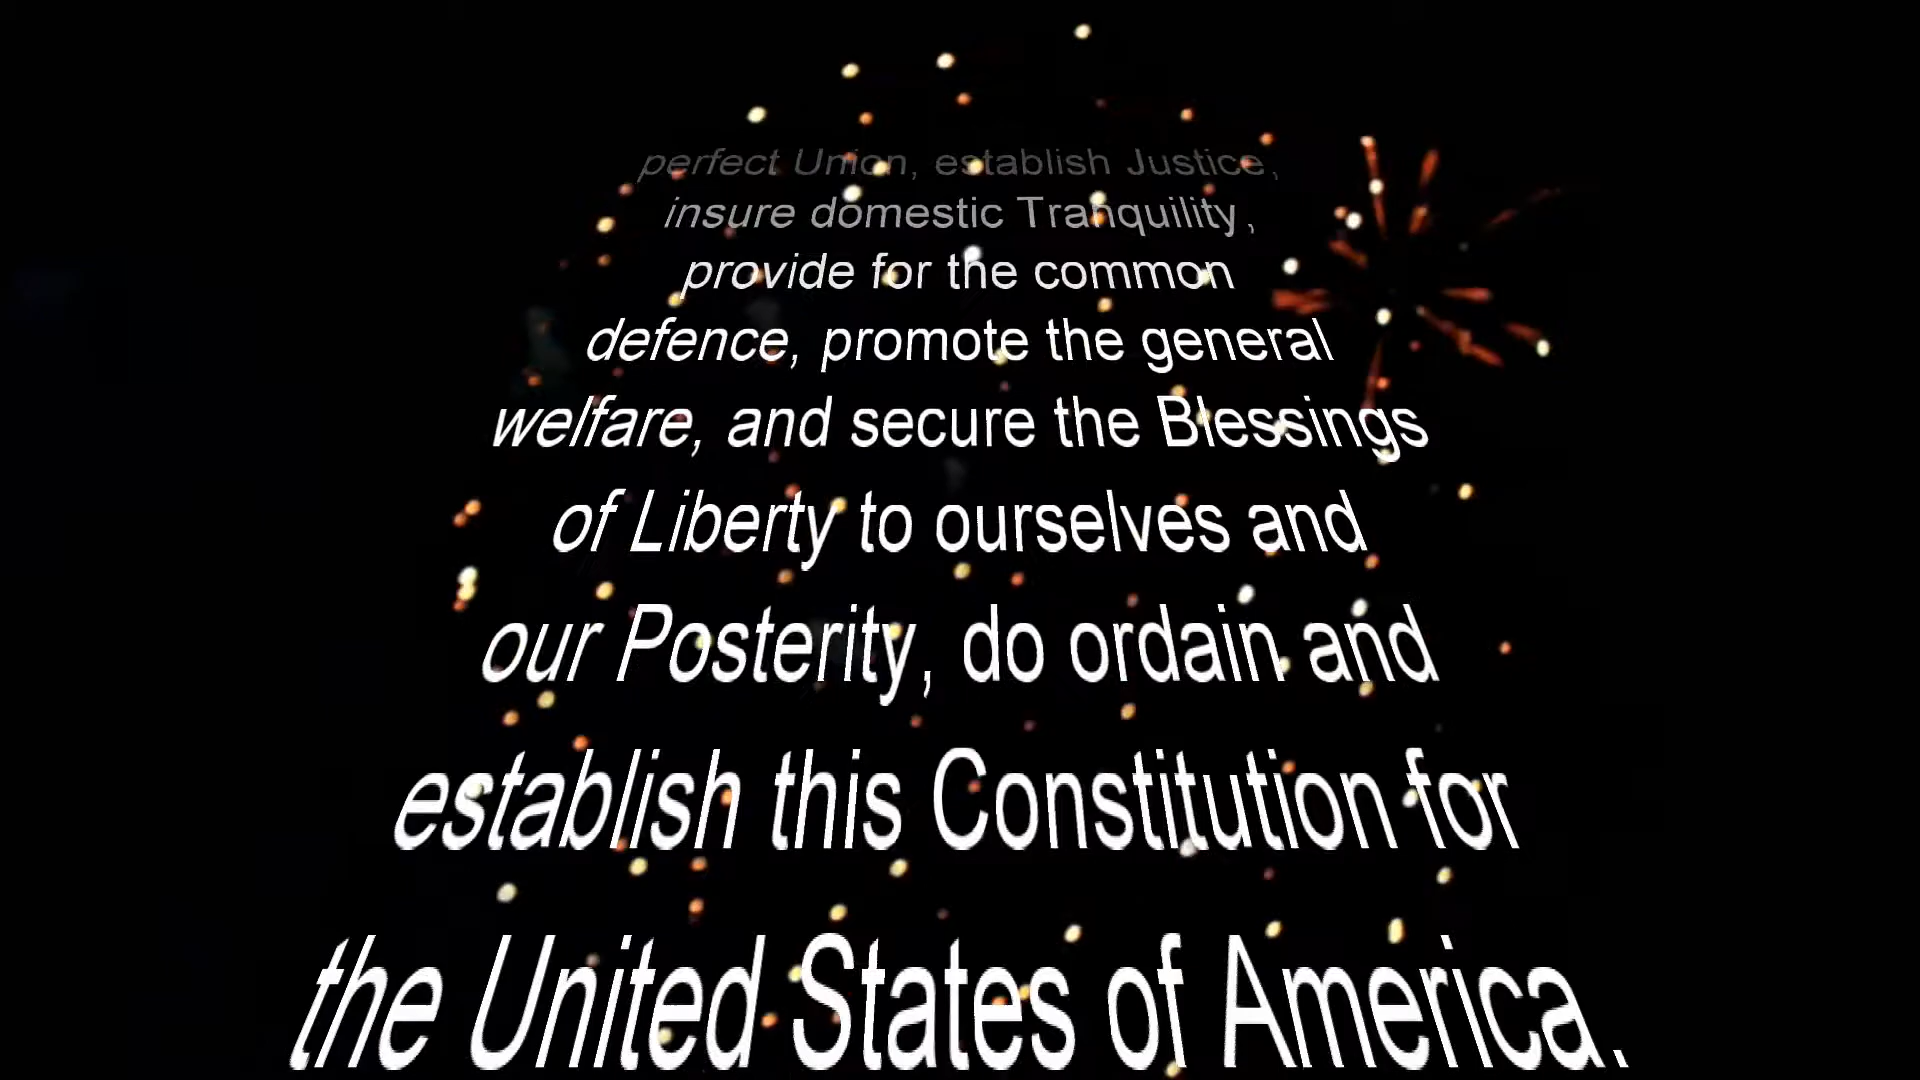 perfect Union, establish Justice,
insure domestic Tranquility,
provide for the common
defence, promote the general
welfare, and secure the Blessings
of Liberty to ourselves and
our Posterity, do ordain and
establish this Constitution for
the United States of America.